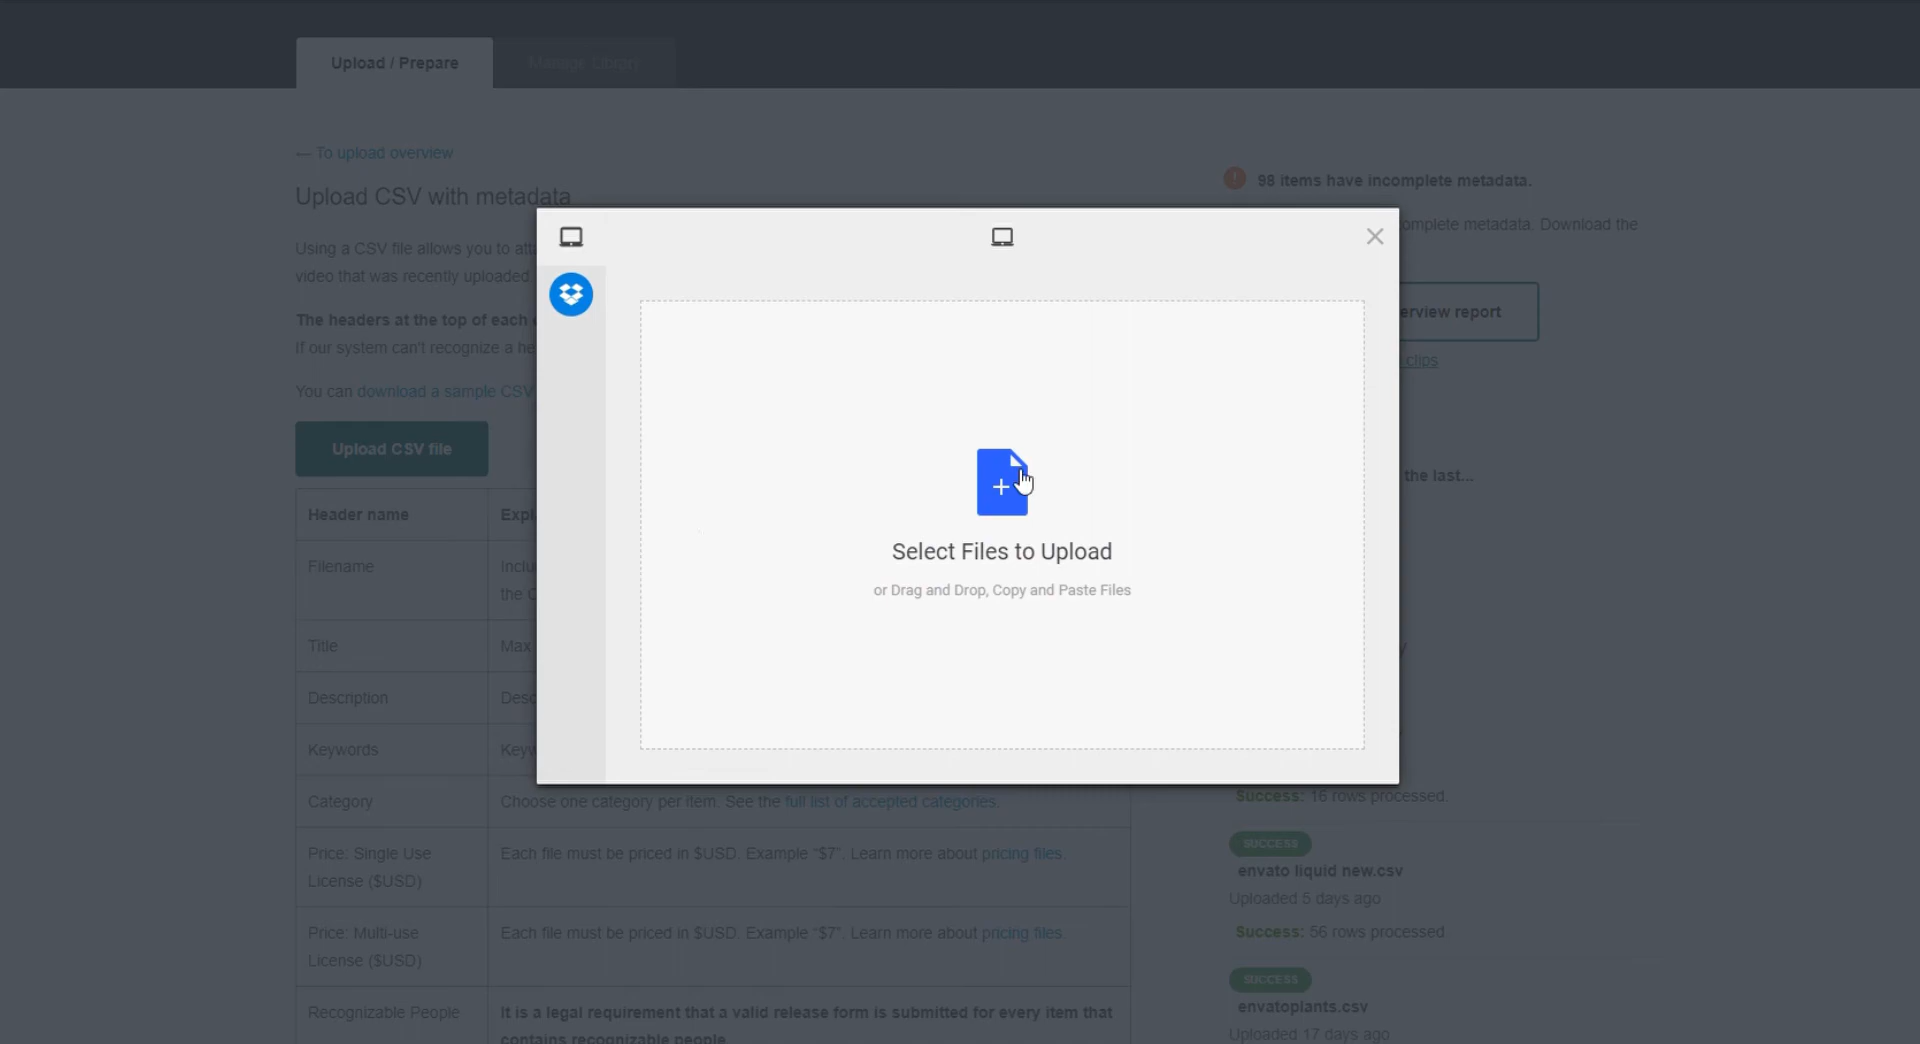 Upload / Prepare
Manage Library
← To upload overview
Upload CSV with metadata
Using a CSV file allows you to
video that was recently uploaded
The headers at the top of each
If our system can't recognize a
You can download a sample CSV
Upload CSV file
98 items have incomplete metadata.
metadata. Download the
report
clips
the last...
Select Files to Upload
or Drag and Drop, Copy and Paste Files
Header name
Filename
the
Title
Max
Description
Keywords
Category
Choose one category per item. See the full list of accepted categories.
Price: Single Use
License ($USD)
Each file must be priced in $USD. Example “$7”. Learn more about pricing files.
Price: Multi-use
License ($USD)
Each file must be priced in $USD. Example “$7”. Learn more about pricing files
Recognizable People
It is a legal requirement that a valid release form is submitted for every item that
contains recognizable people.
Success: 16 rows processed.
SUCCESS
envato liquid new.csv
Uploaded 5 days ago
Success: 56 rows processed
SUCCESS
envatoplants.csv
Uploaded 17 days ago